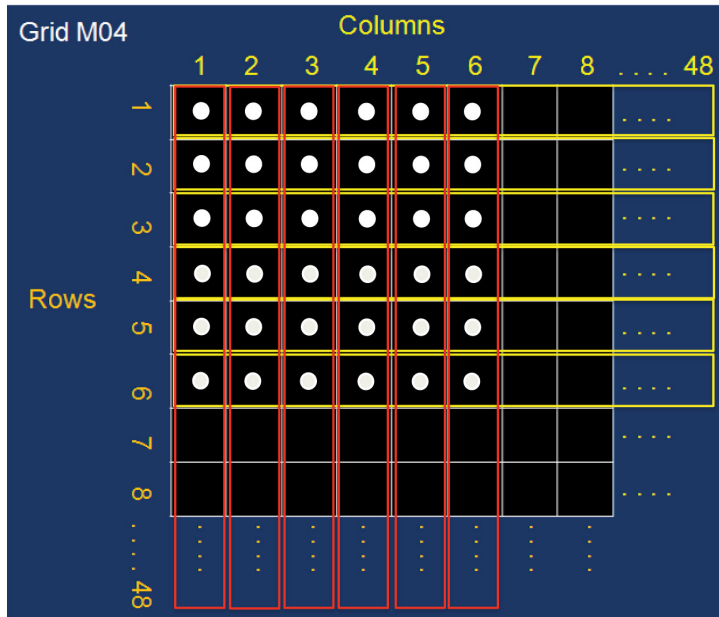 Grid M04
Columns
1 2 3 4 5 6 7 8 . . . . 48
Rows
1 . . . .
2 . . . .
3 . . . .
4 . . . .
5 . . . .
6 . . . .
7 . . . .
8 . . . .
. . . . . 48